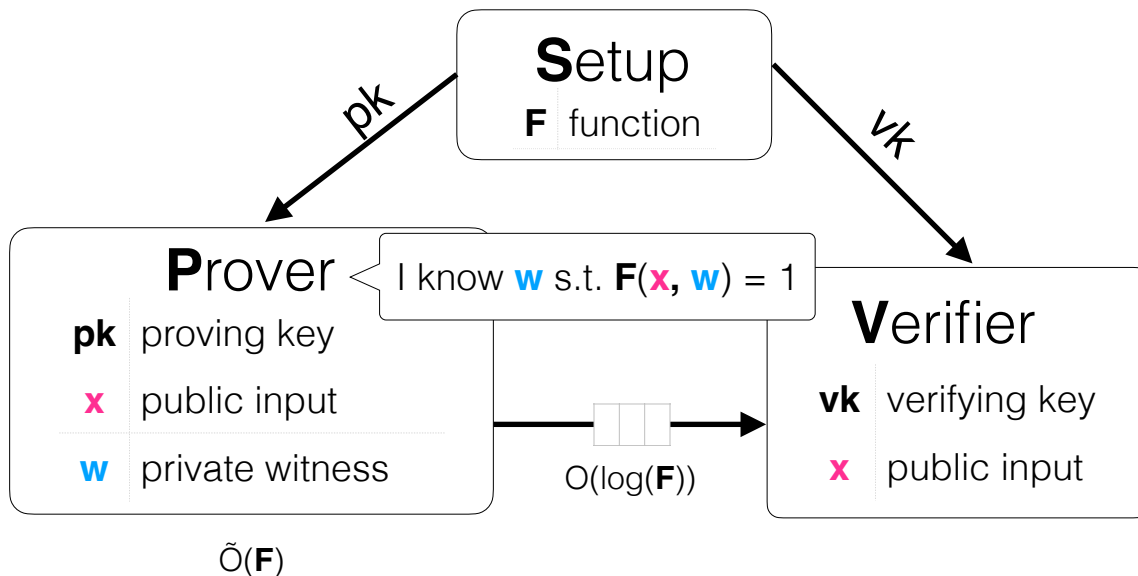 Setup
F function
pk
vk
Prover
I know w s.t. F(x, w) = 1
pk proving key
x public input
w private witness
Verifier
vk verifying key
x public input
O(log(F))
Õ(F)